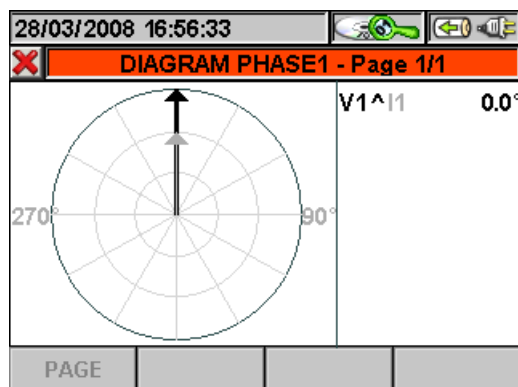 28/03/2008 16:56:33
DIAGRAM PHASE1 - Page 1/1
V1^I1 0.0°
270° 90°
PAGE